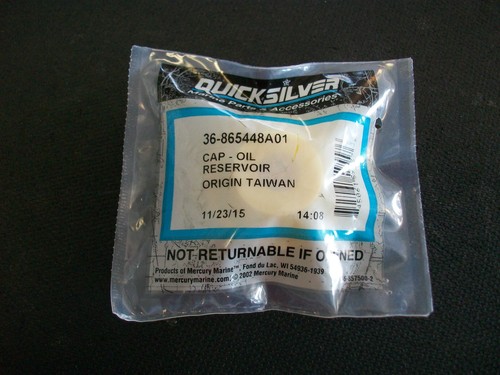 QUICKSILVER
Marine Parts & Accessories
36-865448A01
CAP - OIL
RESERVOIR
ORIGIN TAIWAN
11/23/15 14:08
NOT RETURNABLE IF OPENED
Products of Mercury Marine™, Fond du Lac, WI 54936-1939
www.mercurymarine.com, © 2002 Mercury Marine